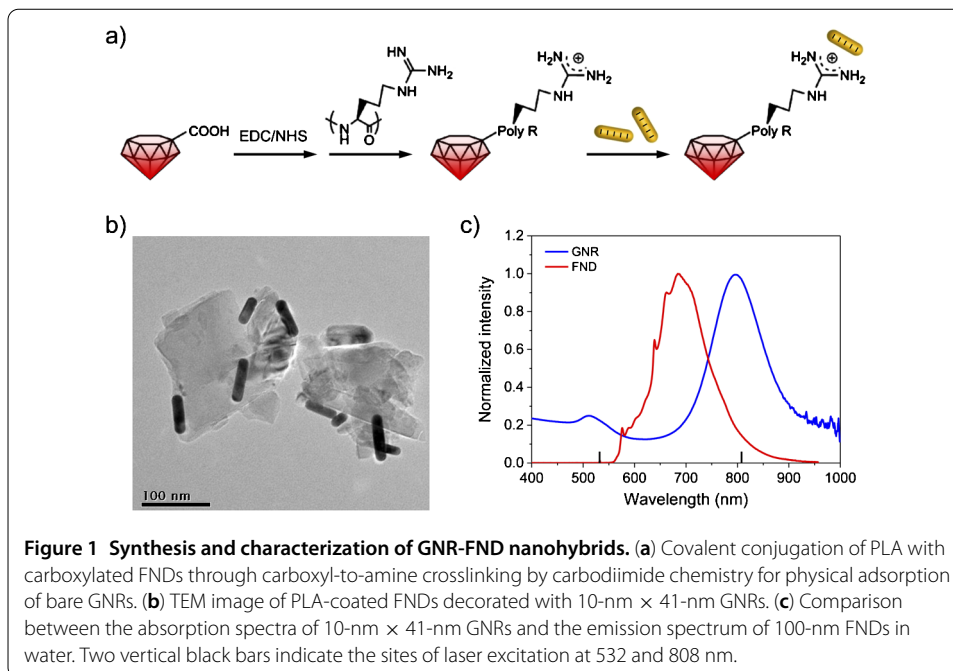 a)
COOH
EDC/NHS
HN
NH₂
NH
N
H
O
H₂N
⊕
NH₂
NH
Poly R
H₂N
⊕
NH₂
NH
Poly R
b)
100 nm
c)
GNR
FND
Normalized intensity
1.2
1.0
0.8
0.6
0.4
0.2
0.0
400 500 600 700 800 900 1000
Wavelength (nm)
Figure 1 Synthesis and characterization of GNR-FND nanohybrids. (a) Covalent conjugation of PLA with
carboxylated FNDs through carboxyl-to-amine crosslinking by carbodiimide chemistry for physical adsorption
of bare GNRs. (b) TEM image of PLA-coated FNDs decorated with 10-nm × 41-nm GNRs. (c) Comparison
between the absorption spectra of 10-nm × 41-nm GNRs and the emission spectrum of 100-nm FNDs in
water. Two vertical black bars indicate the sites of laser excitation at 532 and 808 nm.